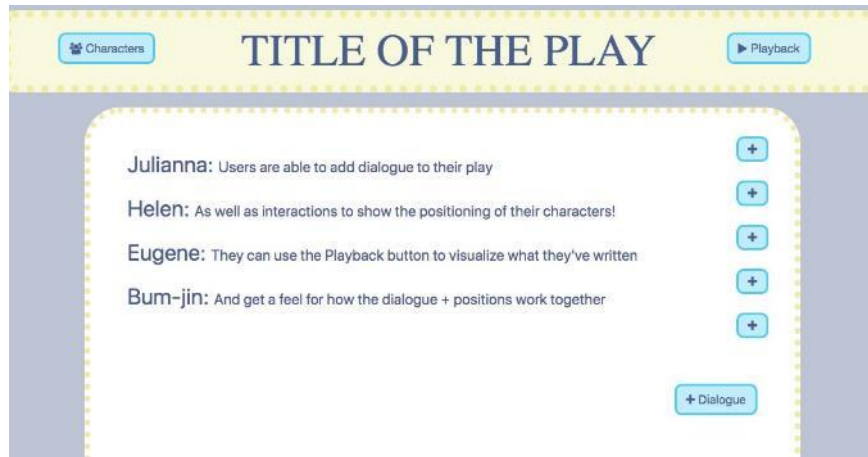 Characters
TITLE OF THE PLAY
Playback
+
Julianna: Users are able to add dialogue to their play
+
Helen: As well as interactions to show the positioning of their characters!
+
Eugene: They can use the Playback button to visualize what they've written
+
Bum-jin: And get a feel for how the dialogue + positions work together
+
+ Dialogue